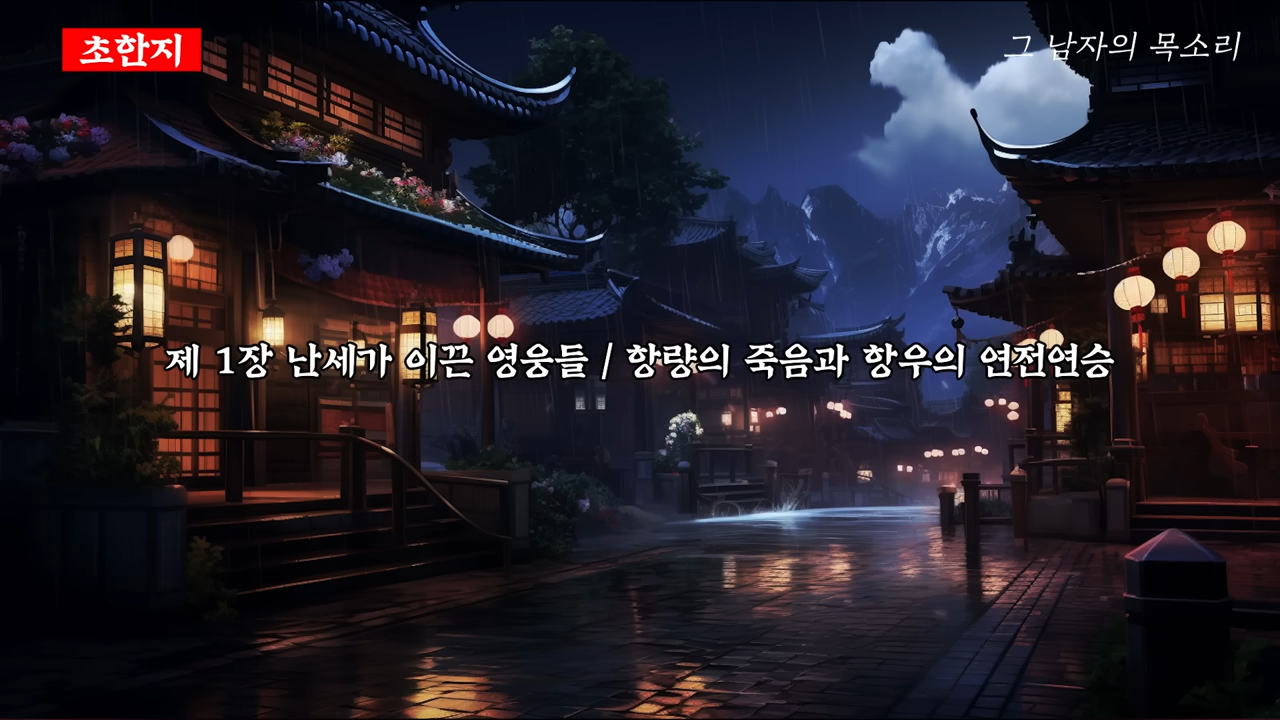 초한지
그 남자의 목소리
제 1장 난세가 이끈 영웅들 / 항량의 죽음과 항우의 연전연승